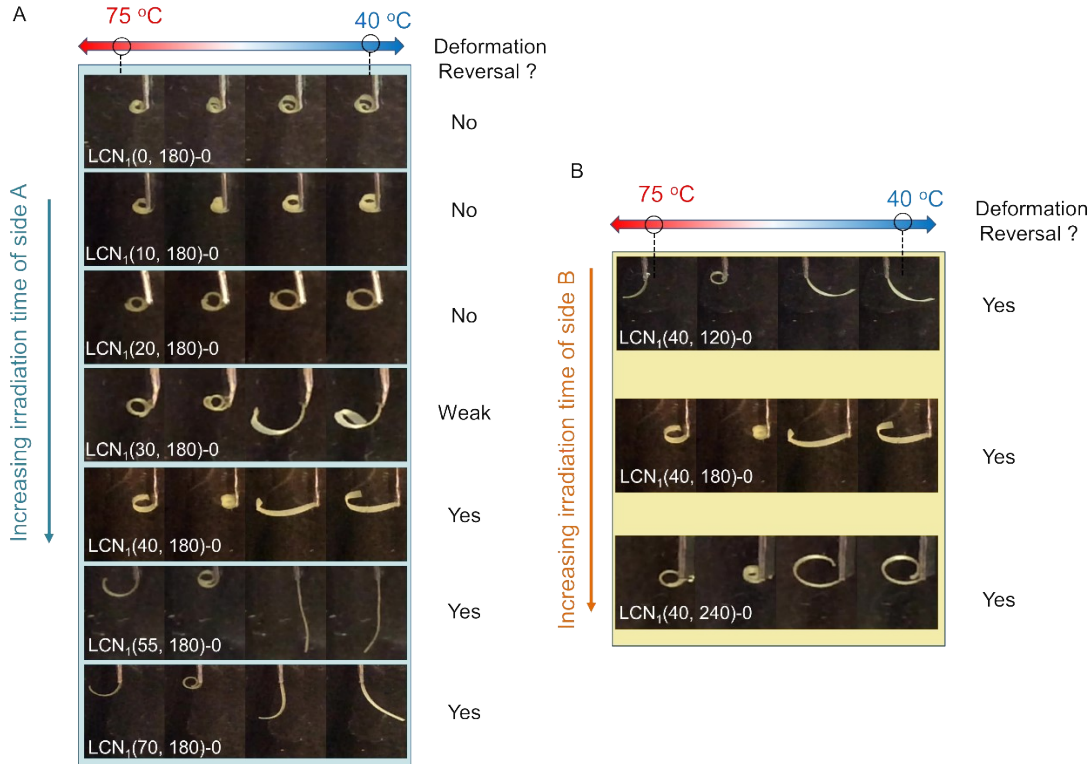 A
75 °C
40 °C
Deformation
Reversal ?
LCN₁(0, 180)-0
No
LCN₁(10, 180)-0
No
LCN₁(20, 180)-0
No
LCN₁(30, 180)-0
Weak
LCN₁(40, 180)-0
Yes
LCN₁(55, 180)-0
Yes
LCN₁(70, 180)-0
Yes
Increasing irradiation time of side A
B
75 °C
40 °C
Deformation
Reversal ?
LCN₁(40, 120)-0
Yes
LCN₁(40, 180)-0
Yes
LCN₁(40, 240)-0
Yes
Increasing irradiation time of side B